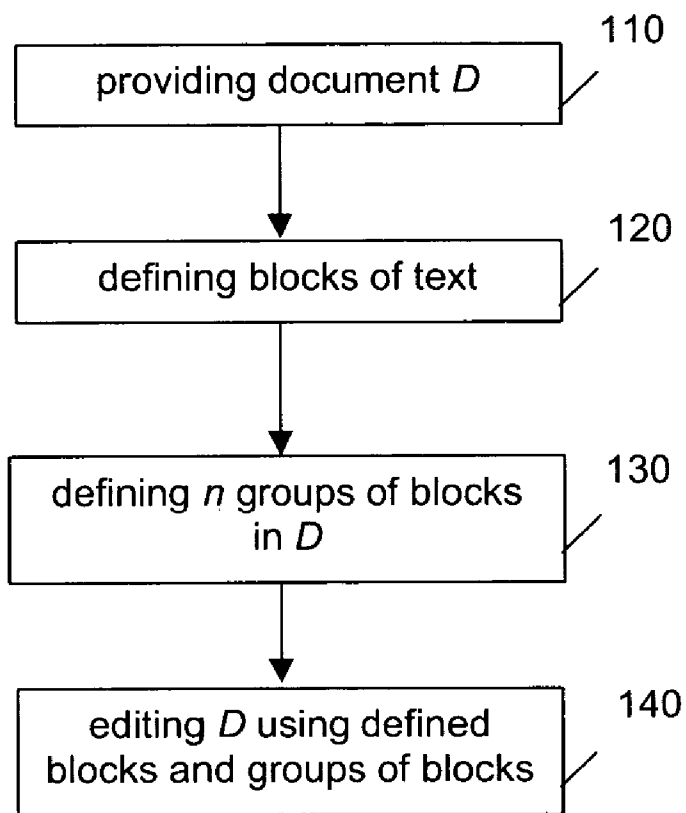 110
providing document D
120
defining blocks of text
130
defining n groups of blocks
in D
140
editing D using defined
blocks and groups of blocks